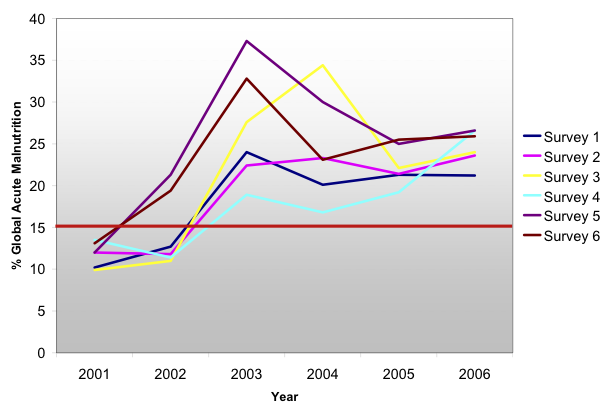 40
35
30
25
20
15
10
5
0
% Global Acute Malnutrition
2001 2002 2003 2004 2005 2006
Year
Survey 1
Survey 2
Survey 3
Survey 4
Survey 5
Survey 6